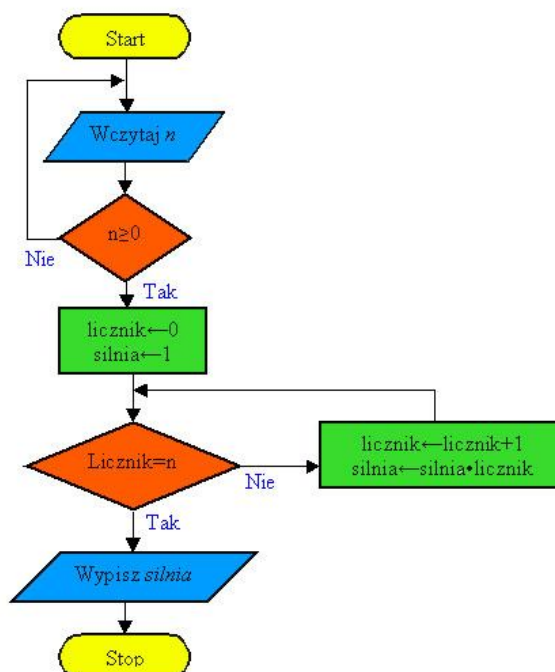 Start
Wczytaj n
n≥0
Nie
Tak
licznik←0
silnia←1
Licznik=n
Nie
licznik←licznik+1
silnia←silnia•licznik
Tak
Wypisz silnia
Stop